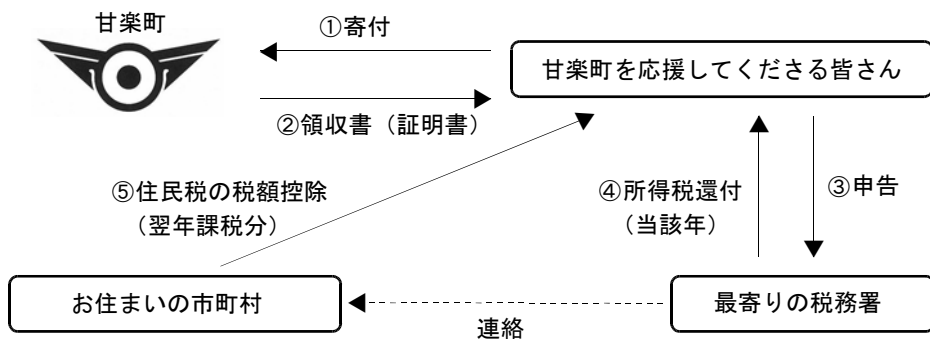 甘楽町
①寄付
甘楽町を応援してくださる皆さん
②領収書（証明書）
⑤住民税の税額控除
（翌年課税分）
④所得税還付
（当該年）
③申告
お住まいの市町村
最寄りの税務署
連絡